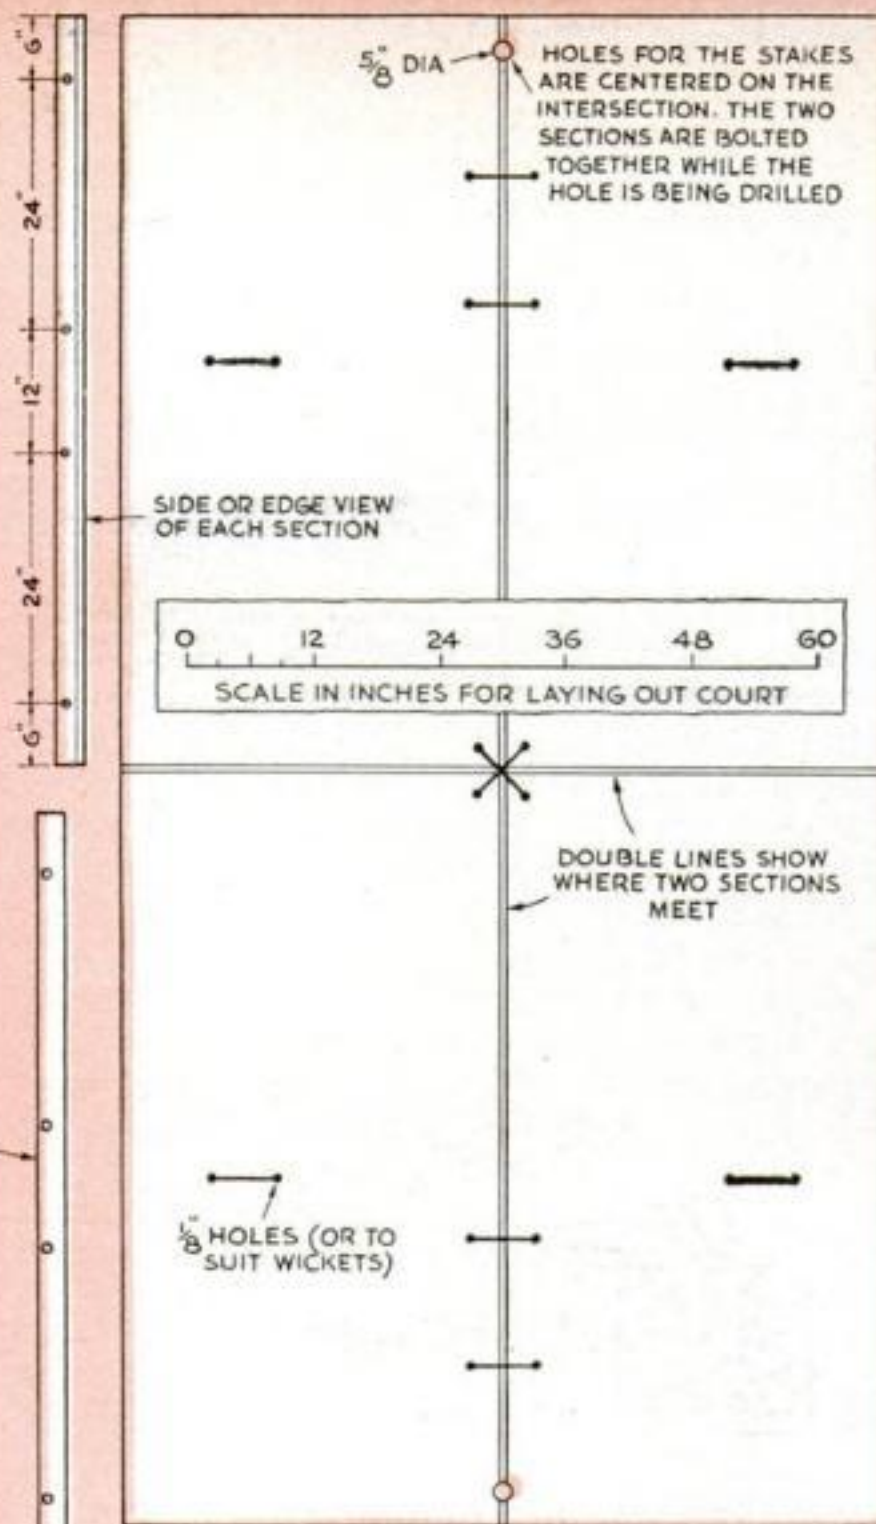 6"
24"
12"
24"
6"
5/8" DIA
HOLES FOR THE STAKES
ARE CENTERED ON THE
INTERSECTION. THE TWO
SECTIONS ARE BOLTED
TOGETHER WHILE THE
HOLE IS BEING DRILLED
SIDE OR EDGE VIEW
OF EACH SECTION
0 12 24 36 48 60
SCALE IN INCHES FOR LAYING OUT COURT
DOUBLE LINES SHOW
WHERE TWO SECTIONS
MEET
1/8" HOLES (OR TO
SUIT WICKETS)